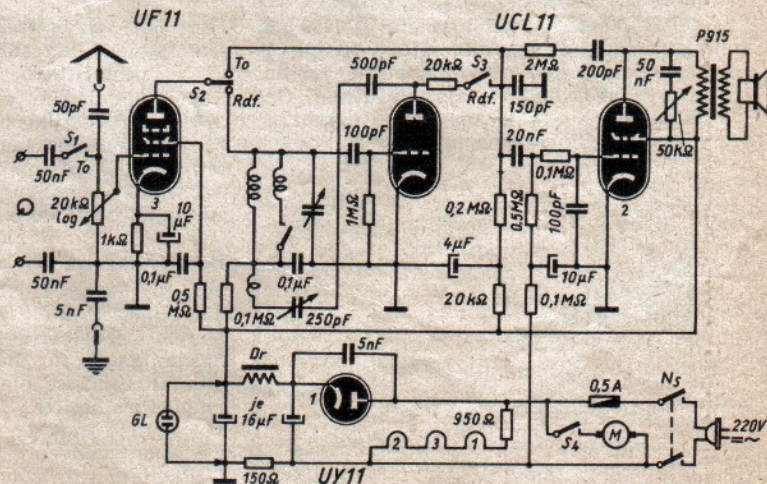 UF11
UCL11
P915
To
S2
Rdf.
500pF
20kΩ
S3
Rdf.
2MΩ
150pF
200pF
50
nF
50kΩ
50pF
S1
To
50nF
20kΩ
log
3
10
µF
1kΩ
100pF
1MΩ
20nF
0,1MΩ
0,2MΩ
0,5MΩ
100pF
2
50nF
5nF
0,1µF
0,5
MΩ
0,1µF
0,1MΩ
250pF
4µF
20kΩ
10µF
0,1MΩ
Dr
5nF
1
GL
je
16µF
950Ω
2 3 1
0,5A
N5
S4
M
220V
=~
150Ω
UY11